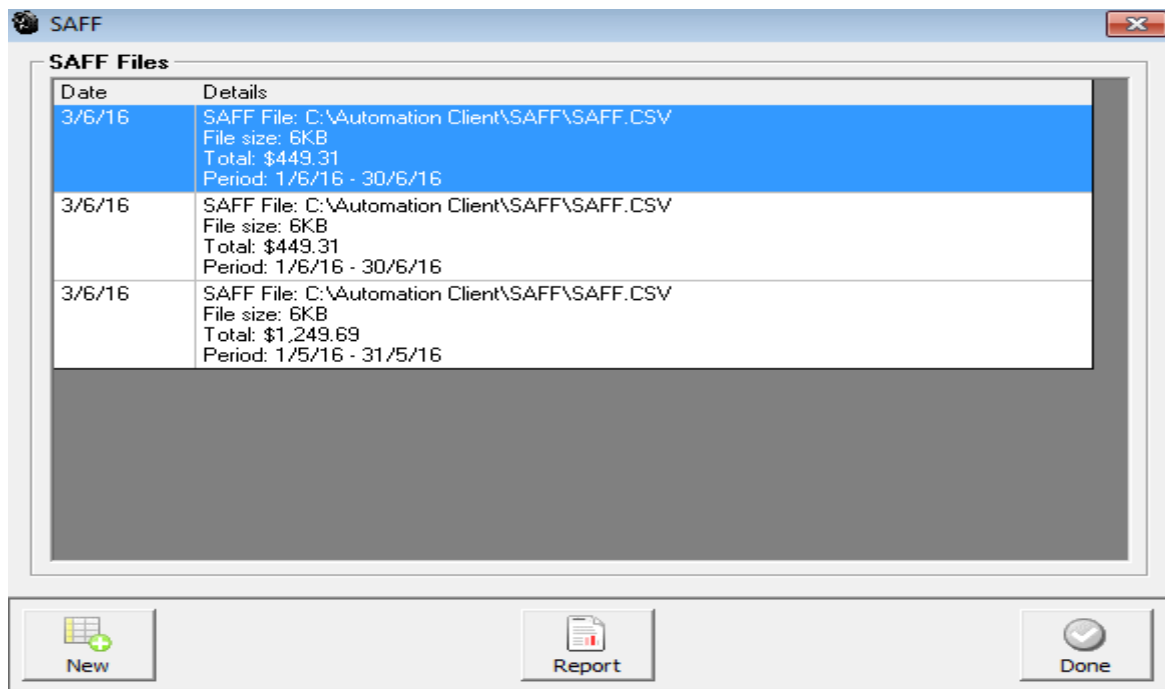 SAFF
SAFF Files
Date Details
3/6/16 SAFF File: C:\Automation Client\SAFF\SAFF.CSV
File size: 6KB
Total: $449.31
Period: 1/6/16 - 30/6/16
3/6/16 SAFF File: C:\Automation Client\SAFF\SAFF.CSV
File size: 6KB
Total: $449.31
Period: 1/6/16 - 30/6/16
3/6/16 SAFF File: C:\Automation Client\SAFF\SAFF.CSV
File size: 6KB
Total: $1,249.69
Period: 1/5/16 - 31/5/16
New Report Done